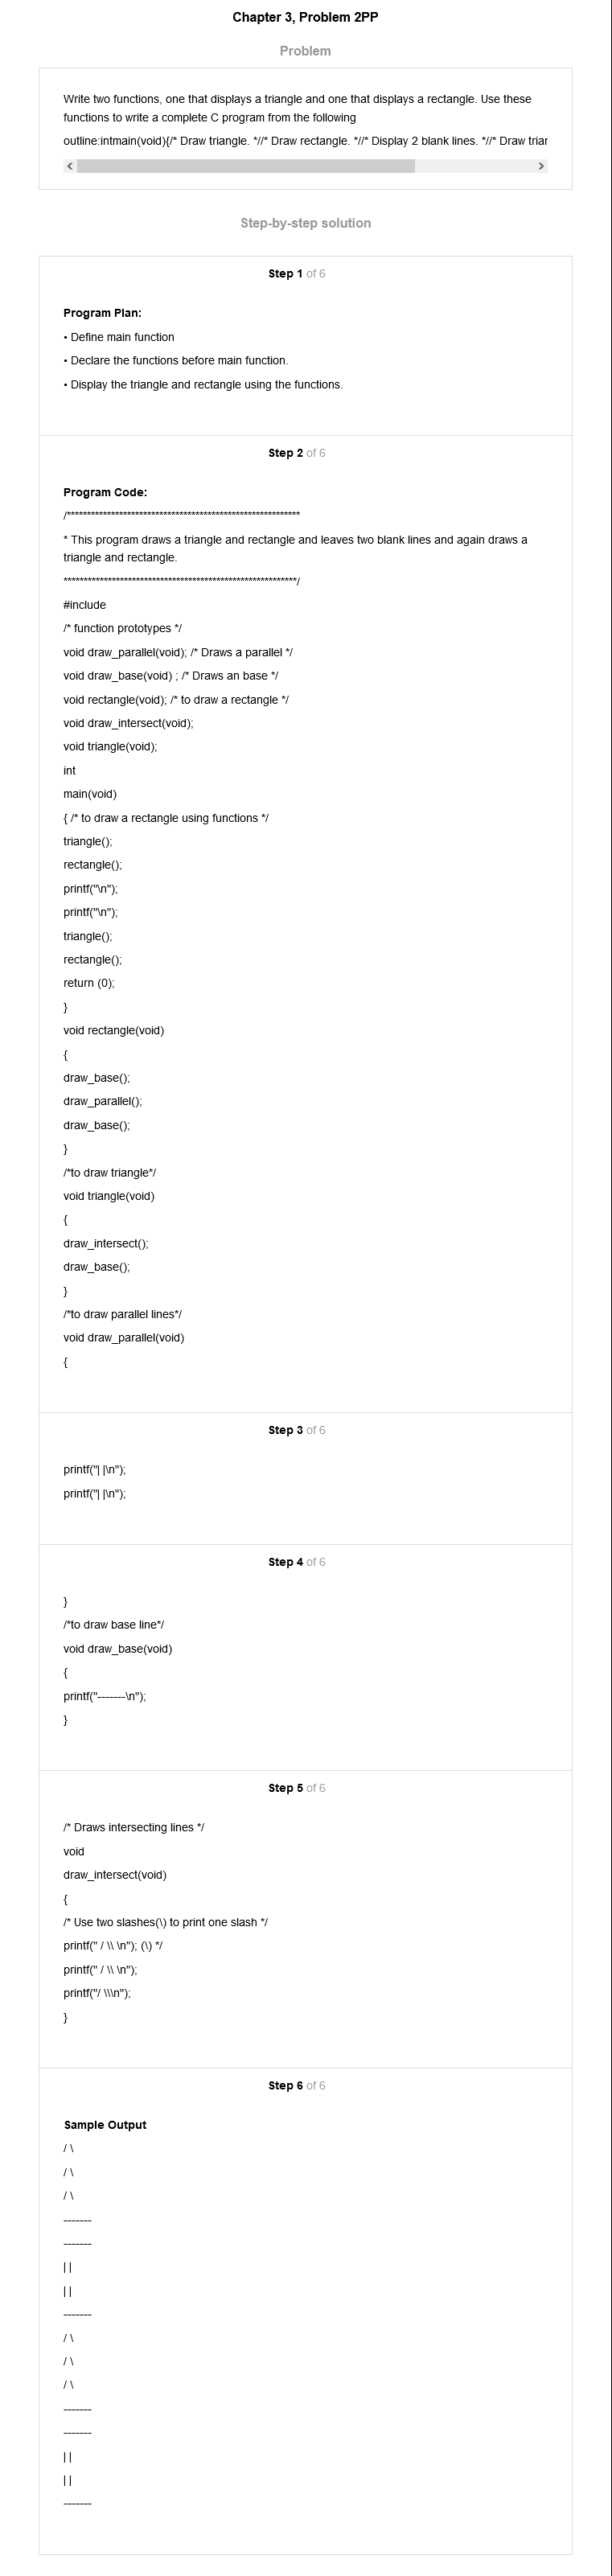 Chapter 3, Problem 2PP
Problem
Write two functions, one that displays a triangle and one that displays a rectangle. Use these
functions to write a complete C program from the following
outline:intmain(void){/* Draw triangle. *//* Draw rectangle. *//* Display 2 blank lines. *//* Draw triar
Step-by-step solution
Step 1 of 6
Program Plan:
• Define main function
• Declare the functions before main function.
• Display the triangle and rectangle using the functions.
Step 2 of 6
Program Code:
/**********************************************************
* This program draws a triangle and rectangle and leaves two blank lines and again draws a
triangle and rectangle.
**********************************************************/
#include
/* function prototypes */
void draw_parallel(void); /* Draws a parallel */
void draw_base(void) ; /* Draws an base */
void rectangle(void); /* to draw a rectangle */
void draw_intersect(void);
void triangle(void);
int
main(void)
{ /* to draw a rectangle using functions */
triangle();
rectangle();
printf("\n");
printf("\n");
triangle();
rectangle();
return (0);
}
void rectangle(void)
{
draw_base();
draw_parallel();
draw_base();
}
/*to draw triangle*/
void triangle(void)
{
draw_intersect();
draw_base();
}
/*to draw parallel lines*/
void draw_parallel(void)
{
Step 3 of 6
printf("| |\n");
printf("| |\n");
Step 4 of 6
}
/*to draw base line*/
void draw_base(void)
{
printf("-------\n");
}
Step 5 of 6
/* Draws intersecting lines */
void
draw_intersect(void)
{
/* Use two slashes(\) to print one slash */
printf(" / \\ \n"); (\) */
printf(" / \\ \n");
printf("/ \\\n");
}
Step 6 of 6
Sample Output
/ \
/ \
/ \
-------
-------
| |
| |
-------
/ \
/ \
/ \
-------
-------
| |
| |
-------